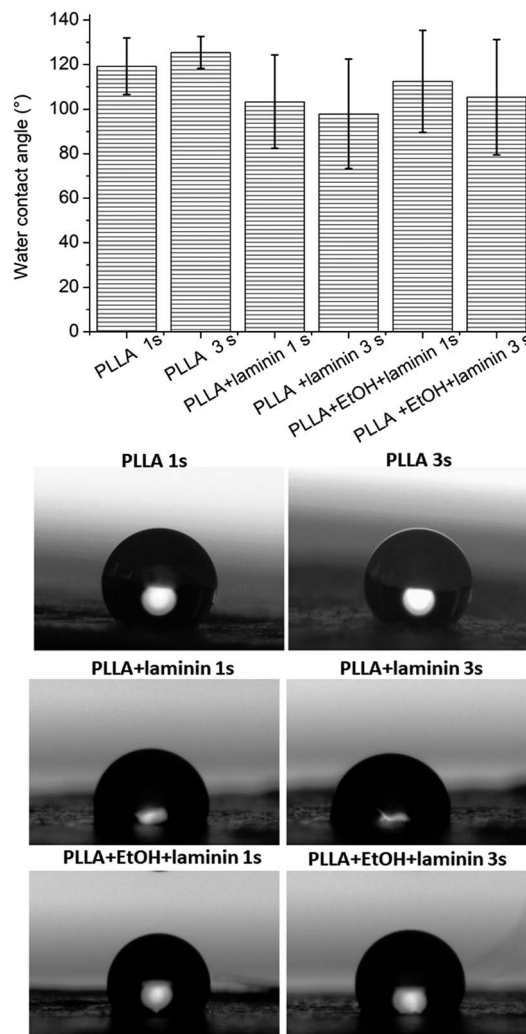 Water contact angle (°)
140
120
100
80
60
40
20
0
PLLA 1s
PLLA 3 s
PLLA+laminin 1 s
PLLA +laminin 3 s
PLLA+EtOH+laminin 1s
PLLA +EtOH+laminin 3 s
PLLA 1s
PLLA 3s
PLLA+laminin 1s
PLLA+laminin 3s
PLLA+EtOH+laminin 1s
PLLA+EtOH+laminin 3s